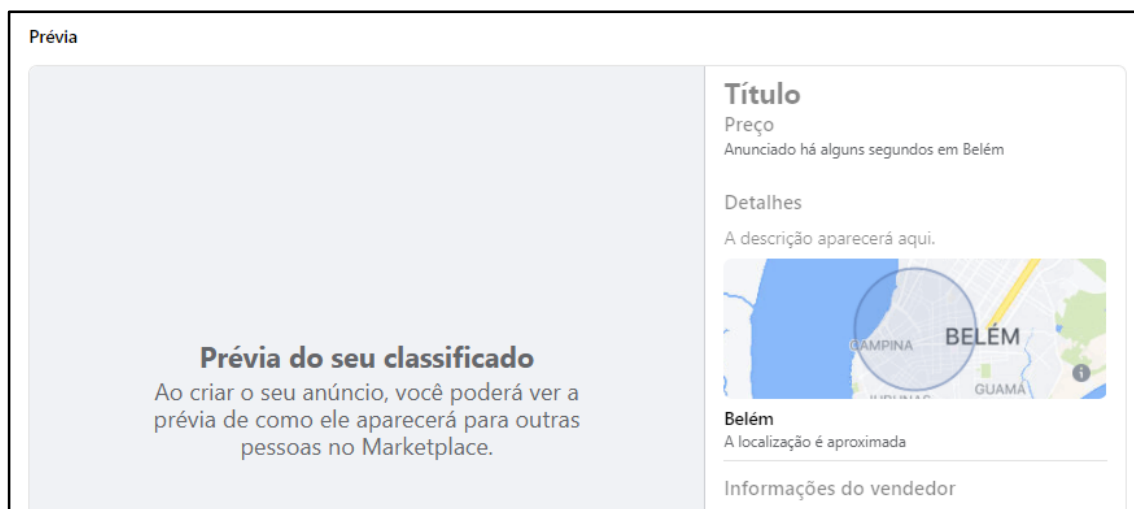 Prévia
Título
Preço
Anunciado há alguns segundos em Belém
Detalhes
A descrição aparecerá aqui.
BELÉM
CAMPINA
GUAMÁ
JURUNAS
Belém
A localização é aproximada
Informações do vendedor
Prévia do seu classificado
Ao criar o seu anúncio, você poderá ver a
prévia de como ele aparecerá para outras
pessoas no Marketplace.